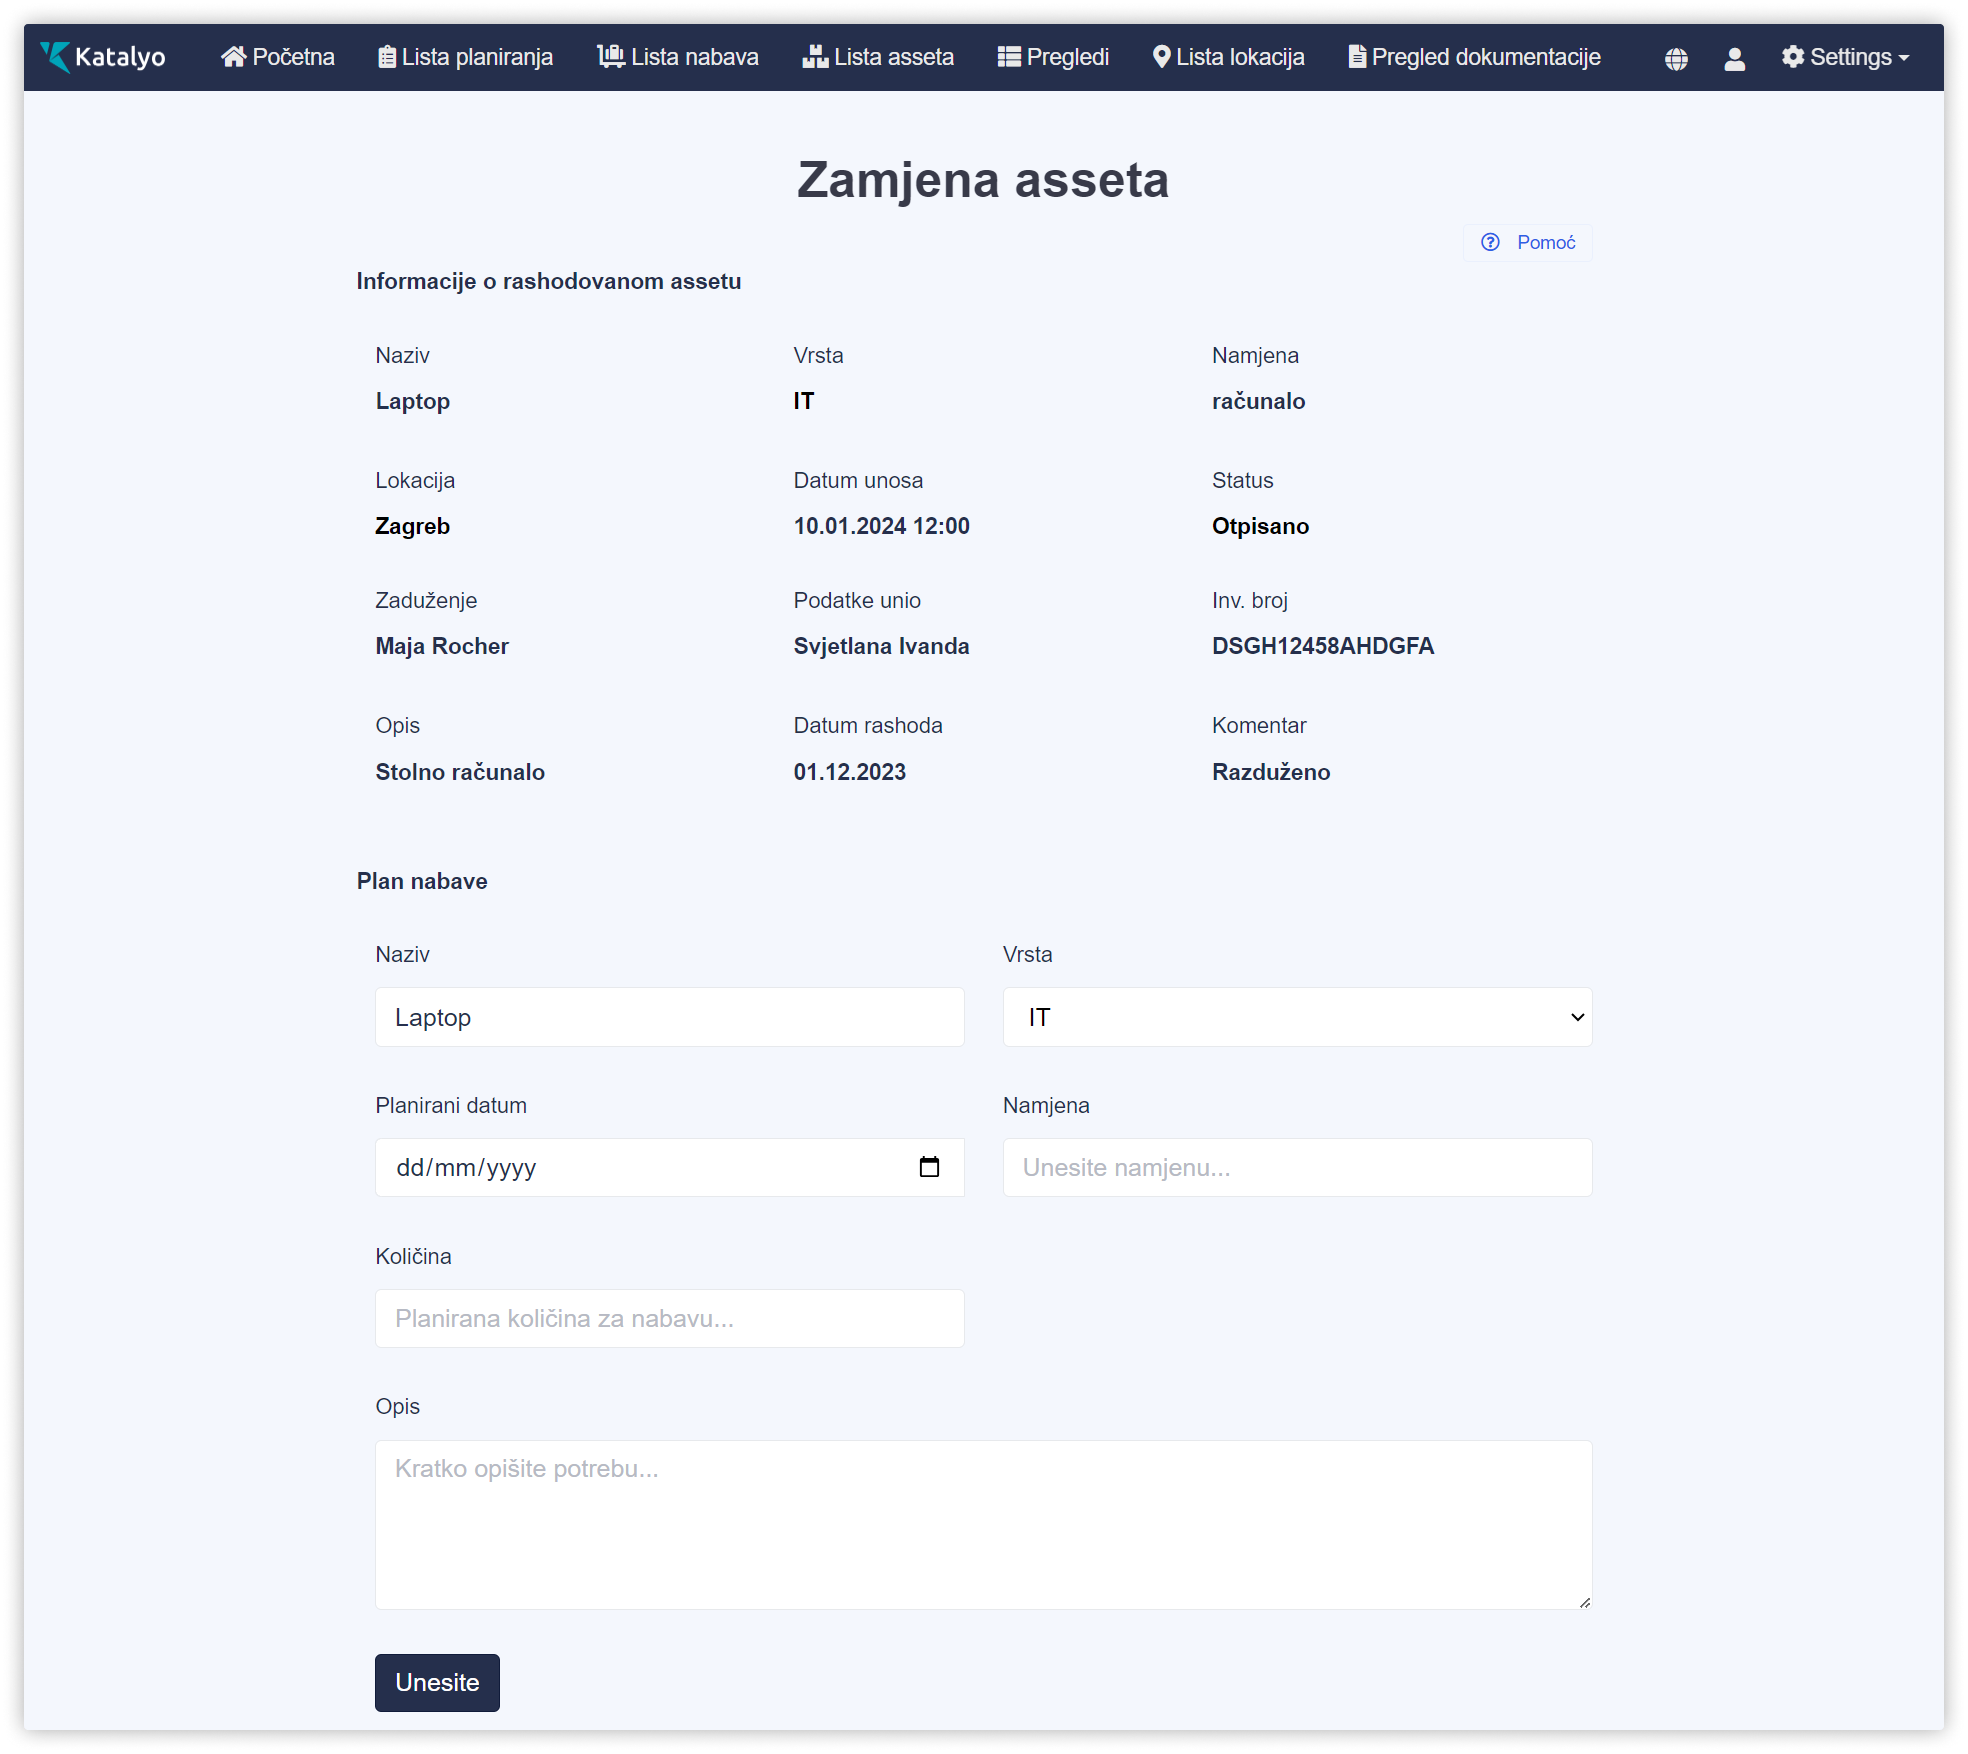 Katalyo Početna Lista planiranja Lista nabava Lista asseta Pregledi Lista lokacija Pregled dokumentacije Settings
Zamjena asseta
Pomoć
Informacije o rashodovanom assetu
Naziv Vrsta Namjena
Laptop IT računalo
Lokacija Datum unosa Status
Zagreb 10.01.2024 12:00 Otpisano
Zaduženje Podatke unio Inv. broj
Maja Rocher Svjetlana Ivanda DSGH12458AHDGFA
Opis Datum rashoda Komentar
Stolno računalo 01.12.2023 Razduženo
Plan nabave
Naziv Vrsta
Laptop IT
Planirani datum Namjena
dd/mm/yyyy Unesite namjenu...
Količina
Planirana količina za nabavu...
Opis
Kratko opišite potrebu...
Unesite